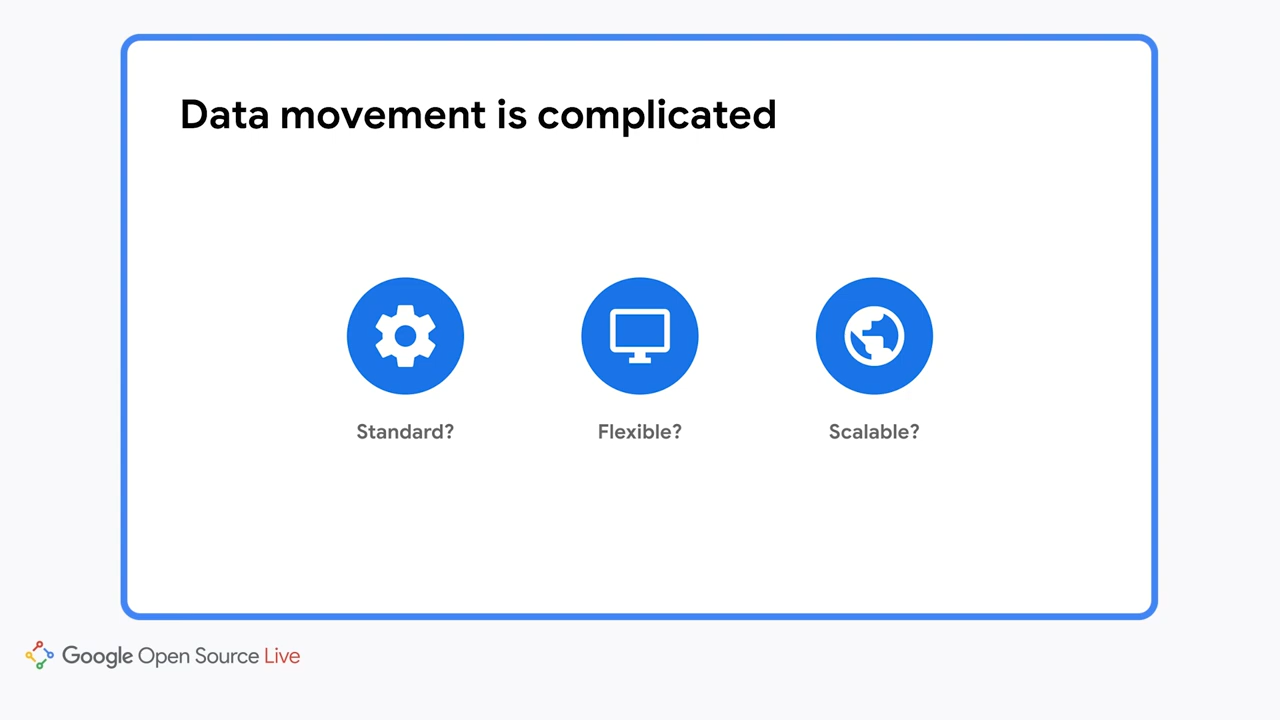 Data movement is complicated
Standard?
Flexible?
Scalable?
Google Open Source Live